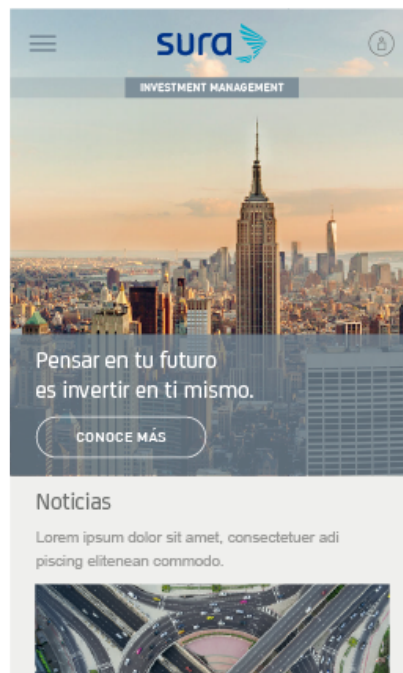 sura
INVESTMENT MANAGEMENT
Pensar en tu futuro
es invertir en ti mismo.
CONOCE MÁS
Noticias
Lorem ipsum dolor sit amet, consectetuer adi
piscing elitenean commodo.